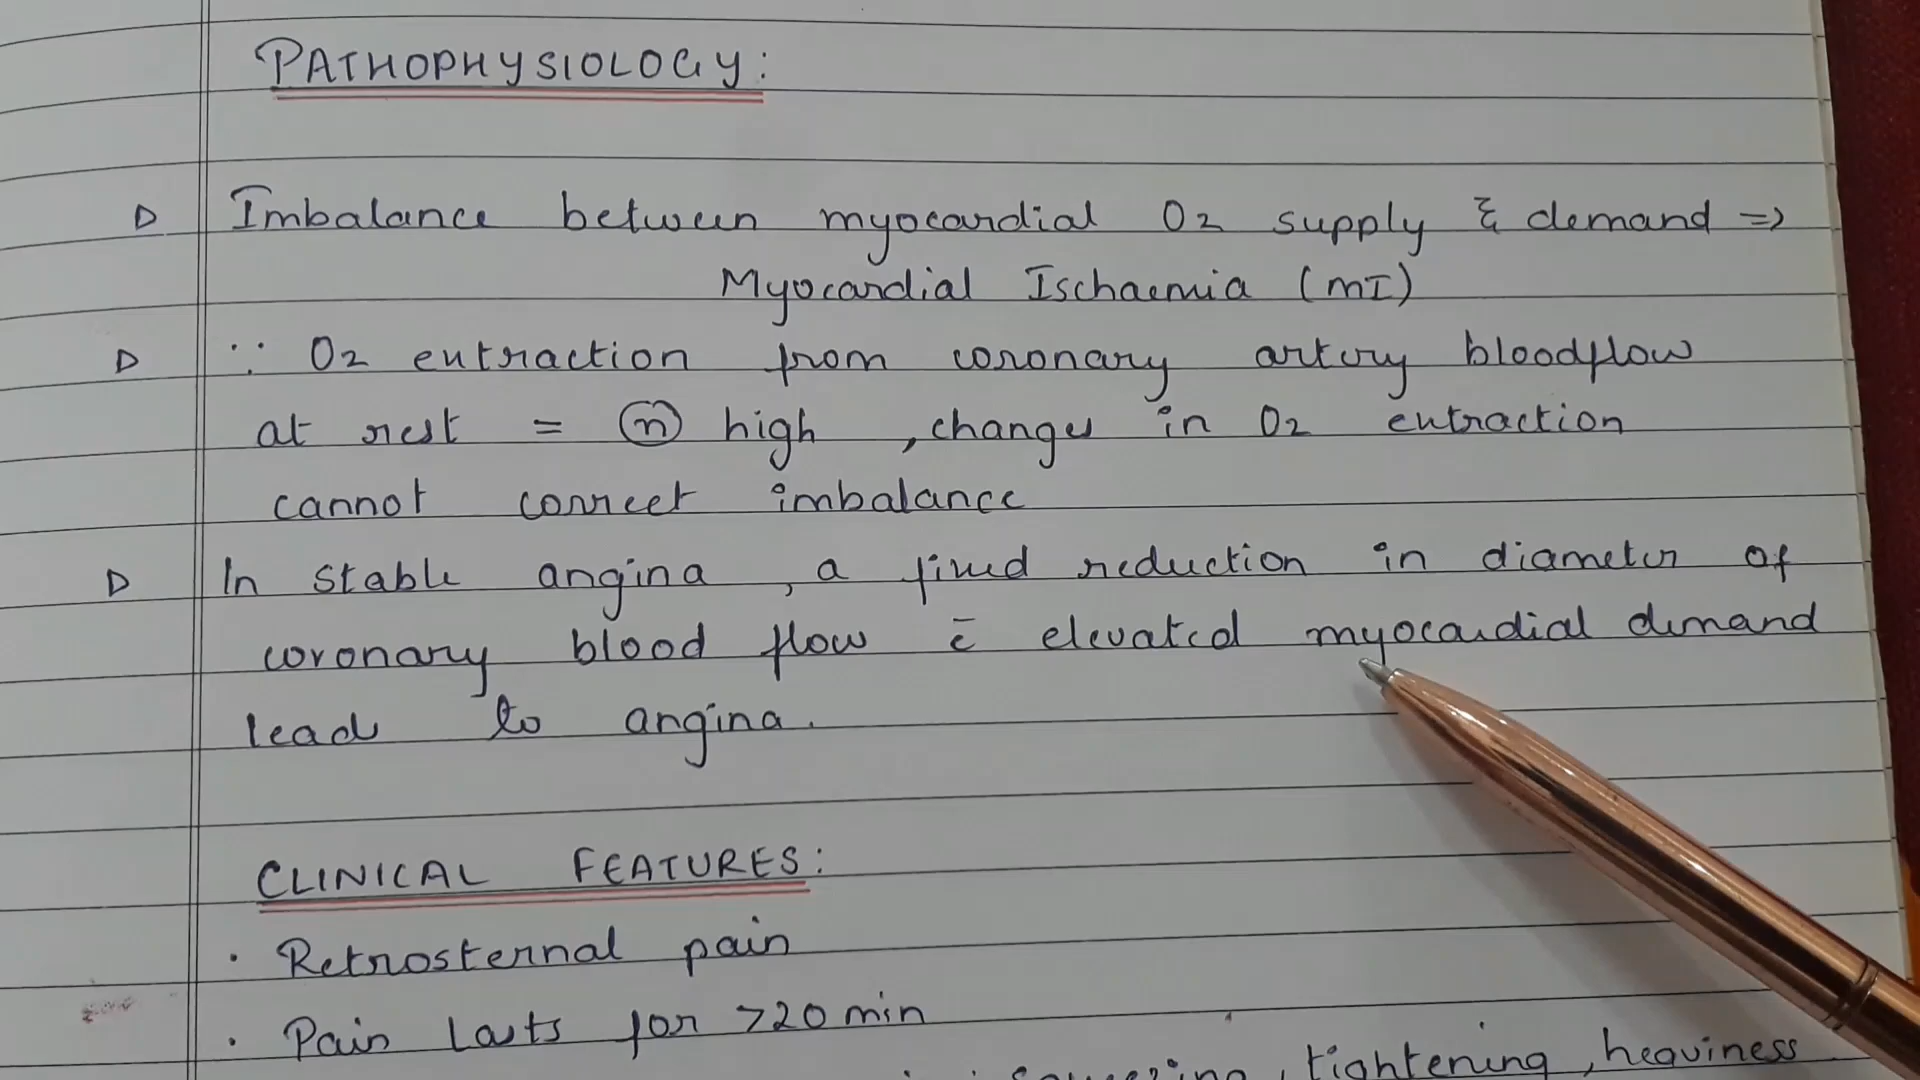 PATHOPHYSIOLOGY:
▷ Imbalance between myocardial O2 supply & demand =>
Myocardial Ischaemia (MI)
▷ ∵ O2 extraction from coronary artery bloodflow
at rest = ⓝ high , changes in O2 extraction
cannot correct imbalance
▷ In stable angina , a fixed reduction in diameter of
coronary blood flow c̄ elevated myocardial demand
lead to angina.
CLINICAL FEATURES:
· Retrosternal pain
· Pain lasts for >20 min
squeezing , tightening , heaviness